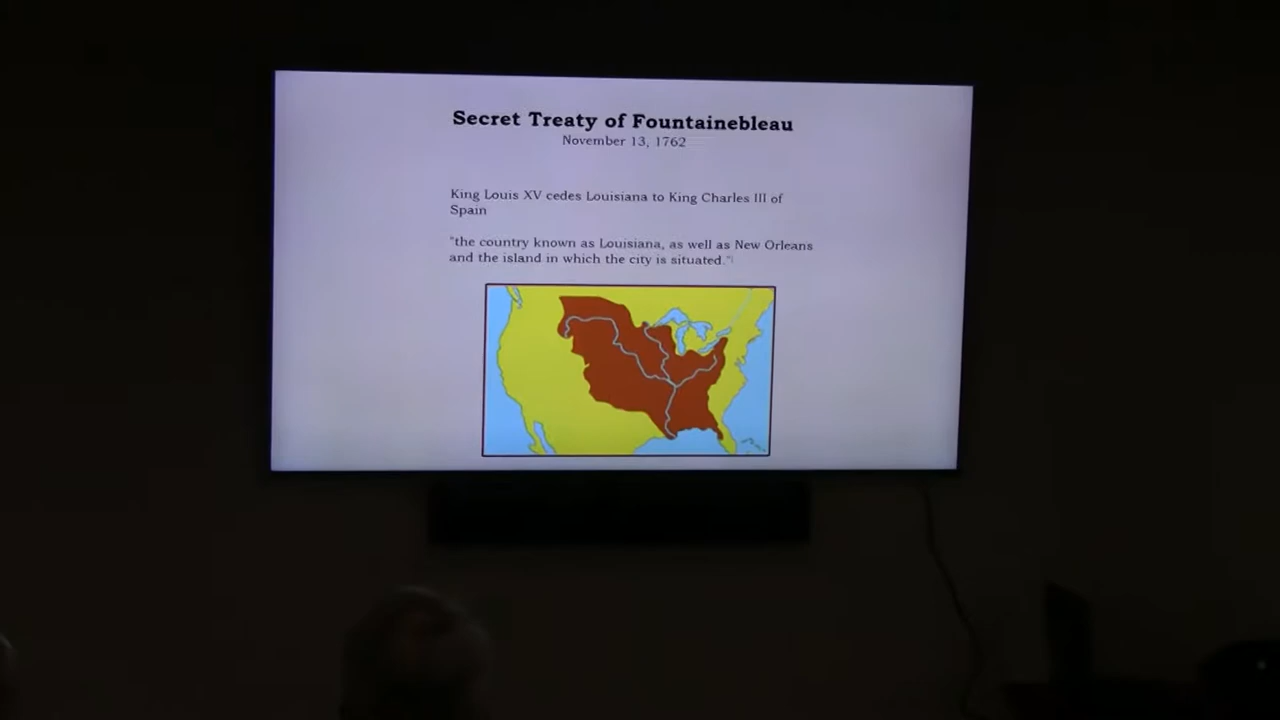 Secret Treaty of Fountainebleau
November 13, 1762
King Louis XV cedes Louisiana to King Charles III of
Spain
"the country known as Louisiana, as well as New Orleans
and the island in which the city is situated."